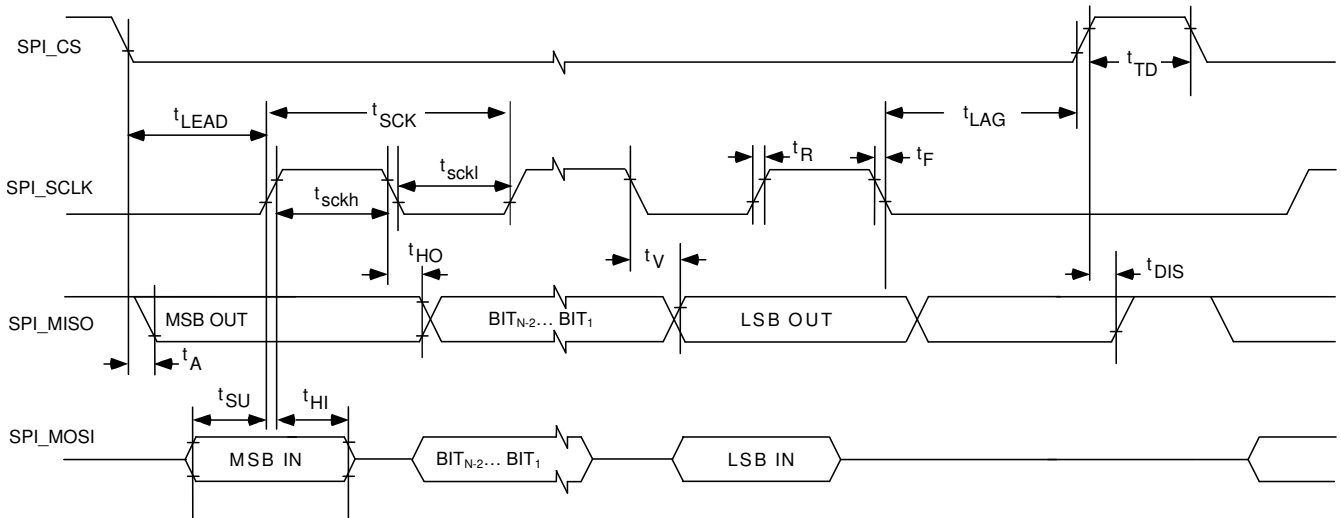 SPI_CS
tTD
tLEAD
tSCK
tLAG
SPI_SCLK
tsckh
tsckl
tR
tF
tHO
tV
tDIS
SPI_MISO
MSB OUT
BITN-2... BIT1
LSB OUT
tA
tSU
tHI
SPI_MOSI
MSB IN
BITN-2... BIT1
LSB IN